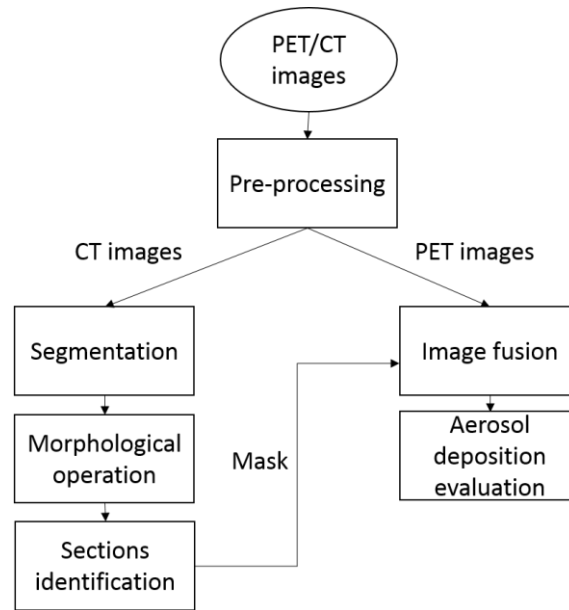 PET/CT
images
Pre-processing
CT images
PET images
Segmentation
Image fusion
Morphological
operation
Mask
Aerosol
deposition
evaluation
Sections
identification